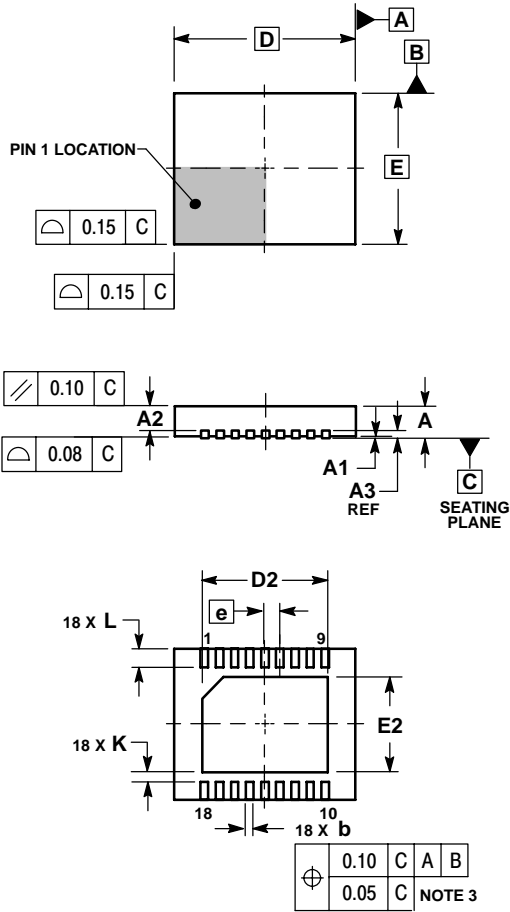 D
A
B
PIN 1 LOCATION
E
0.15 C
0.15 C
0.10 C
A2
A
0.08 C
A1
A3
REF
C
SEATING
PLANE
D2
e
18 X L
1 9
E2
18 X K
18 10
18 X b
0.10 C A B
0.05 C NOTE 3